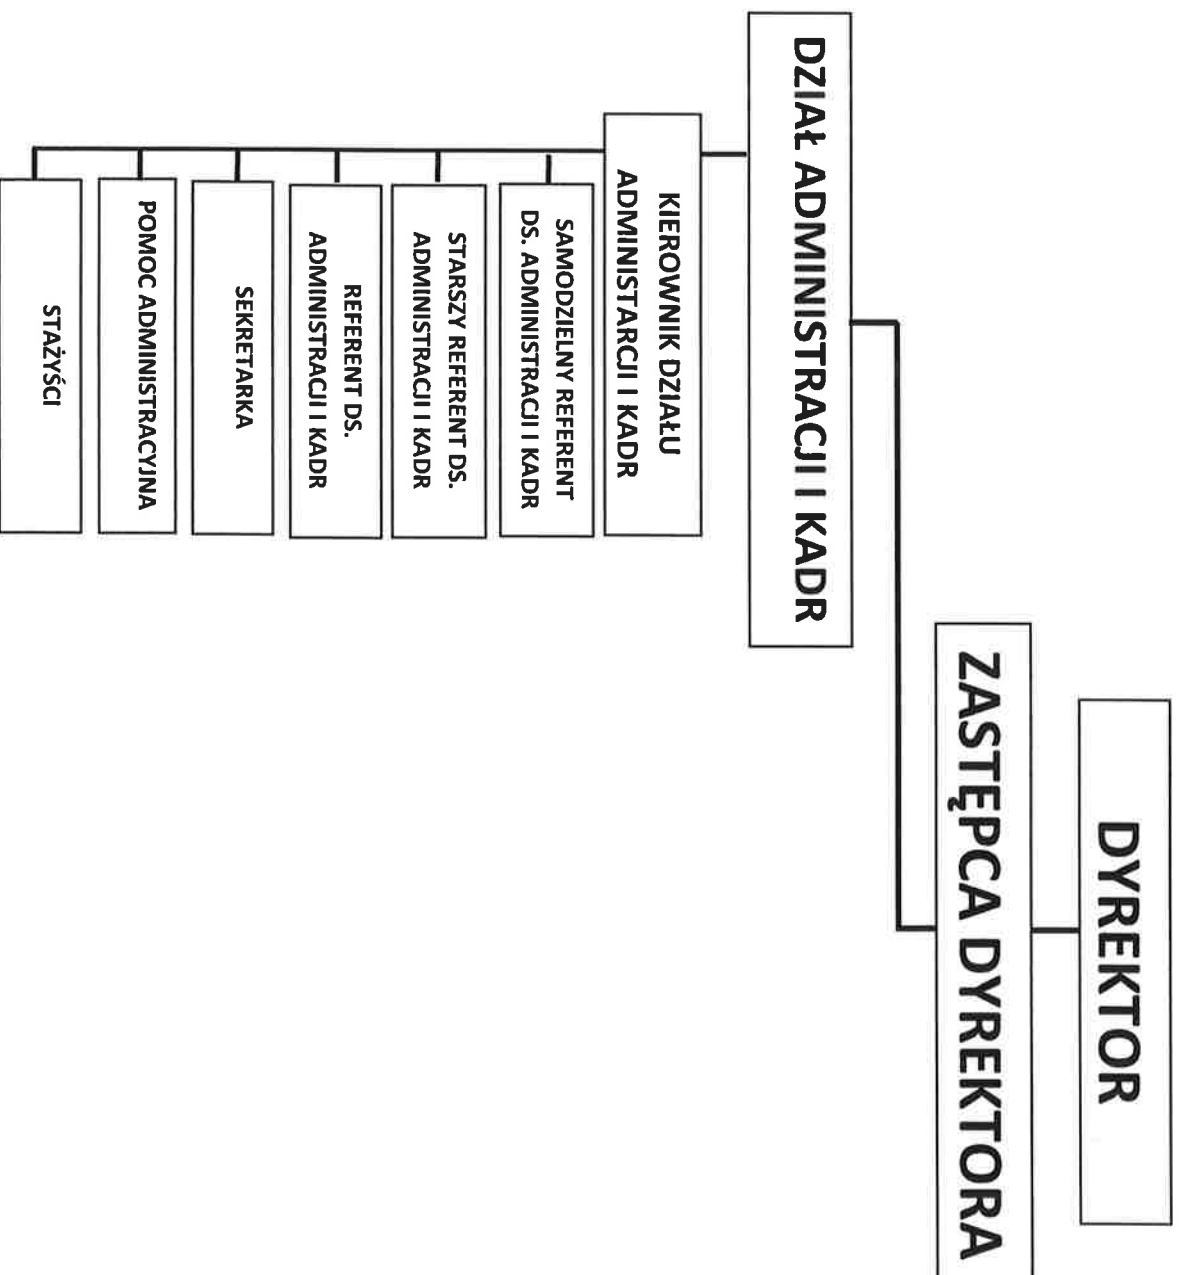 DYREKTOR
ZASTĘPCA DYREKTORA
DZIAŁ ADMINISTRACJI I KADR
KIEROWNIK DZIAŁU
ADMINISTARCJI I KADR
SAMODZIELNY REFERENT
DS. ADMINISTRACJI I KADR
STARSZY REFERENT DS.
ADMINISTRACJI I KADR
REFERENT DS.
ADMINISTRACJI I KADR
SEKRETARKA
POMOC ADMINISTRACYJNA
STAŻYŚCI